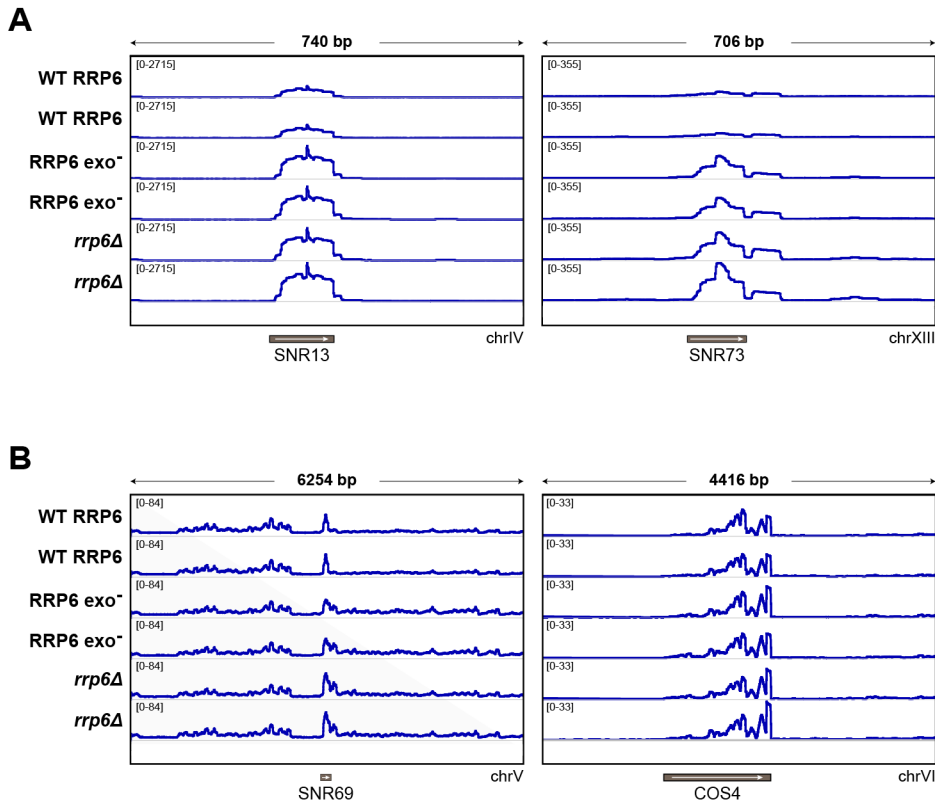 A
740 bp
706 bp
WT RRP6
[0-2715]
[0-355]
WT RRP6
[0-2715]
[0-355]
RRP6 exo⁻
[0-2715]
[0-355]
RRP6 exo⁻
[0-2715]
[0-355]
rrp6Δ
[0-2715]
[0-355]
rrp6Δ
[0-2715]
[0-355]
chrIV
chrXIII
SNR13
SNR73
B
6254 bp
4416 bp
WT RRP6
[0-84]
[0-33]
WT RRP6
[0-84]
[0-33]
RRP6 exo⁻
[0-84]
[0-33]
RRP6 exo⁻
[0-84]
[0-33]
rrp6Δ
[0-84]
[0-33]
rrp6Δ
[0-84]
[0-33]
chrV
chrVI
SNR69
COS4